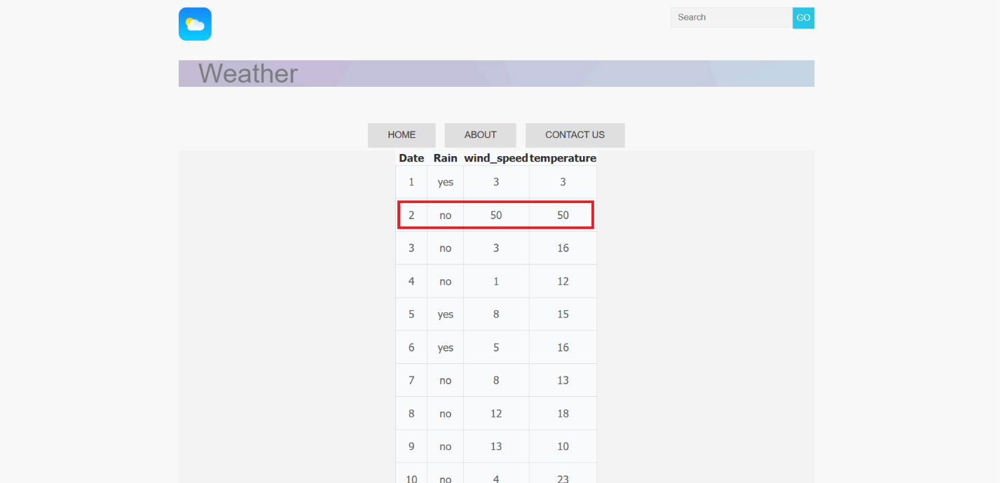 Search GO
Weather
HOME ABOUT CONTACT US
Date Rain wind_speed temperature
1 yes 3 3
2 no 50 50
3 no 3 16
4 no 1 12
5 yes 8 15
6 yes 5 16
7 no 8 13
8 no 12 18
9 no 13 10
10 no 4 23